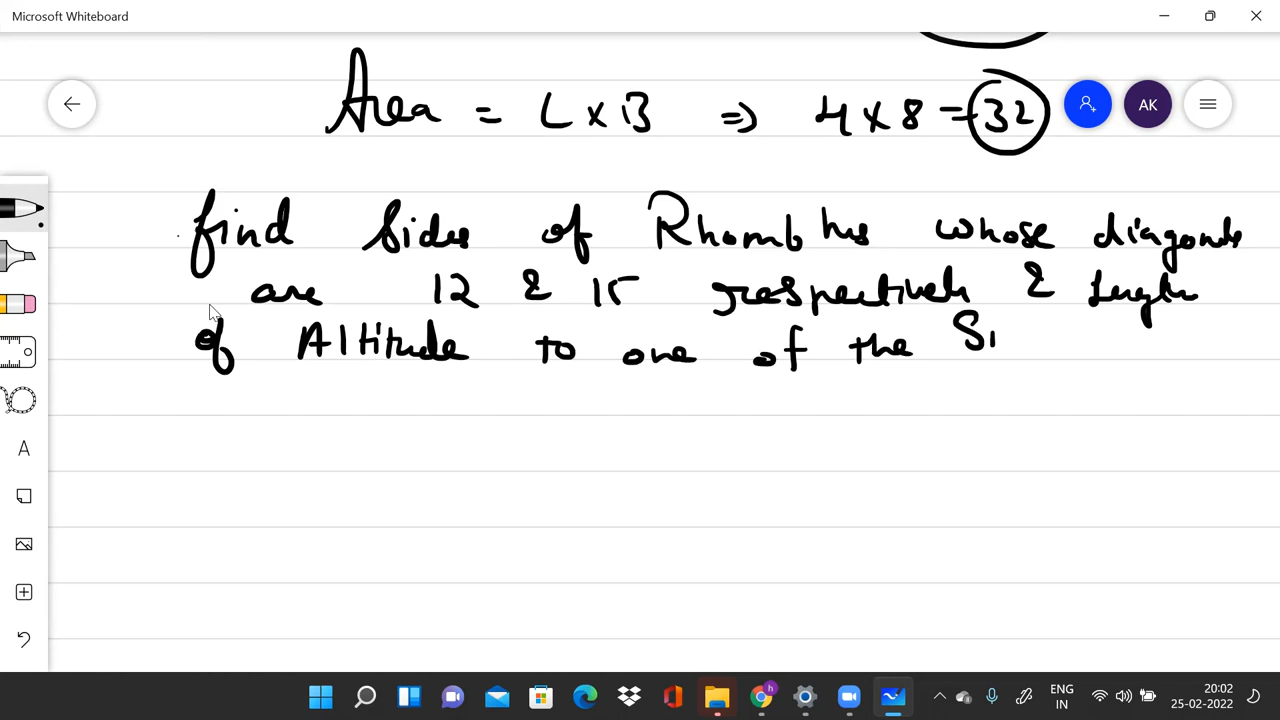 Microsoft Whiteboard
Area = L x B => 4 x 8 = 32
AK
find Sides of Rhombhus whose diagonals
are 12 & 15 respectively & Length
of Altitude to one of the Si
A
ENG
IN
20:02
25-02-2022